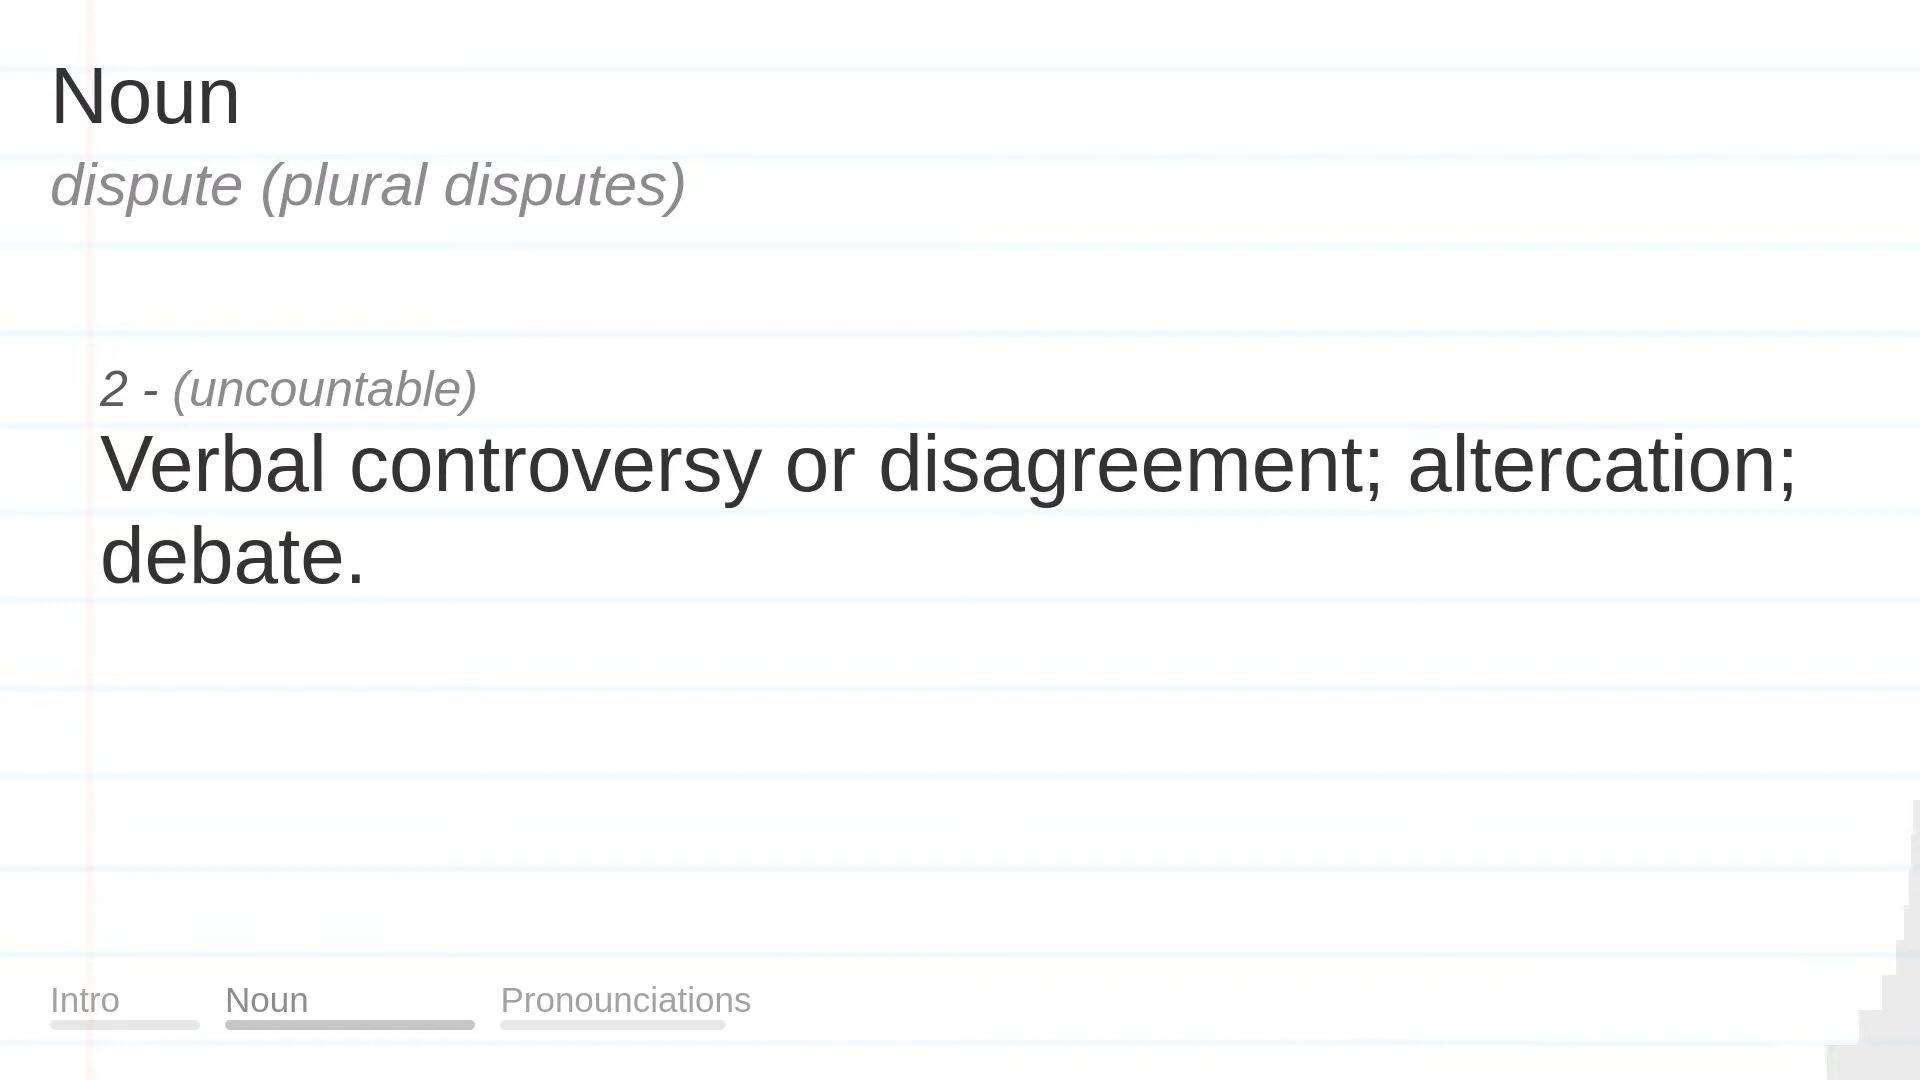 Noun
dispute (plural disputes)
2 - (uncountable)
Verbal controversy or disagreement; altercation;
debate.
Intro Noun Pronounciations